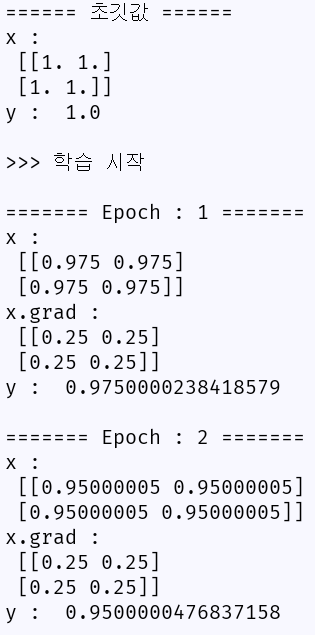 ====== 초깃값 ======
x :
 [[1. 1.]
 [1. 1.]]
y :  1.0

>>> 학습 시작

======= Epoch : 1 =======
x :
 [[0.975 0.975]
 [0.975 0.975]]
x.grad :
 [[0.25 0.25]
 [0.25 0.25]]
y :  0.9750000238418579

======= Epoch : 2 =======
x :
 [[0.95000005 0.95000005]
 [0.95000005 0.95000005]]
x.grad :
 [[0.25 0.25]
 [0.25 0.25]]
y :  0.9500000476837158